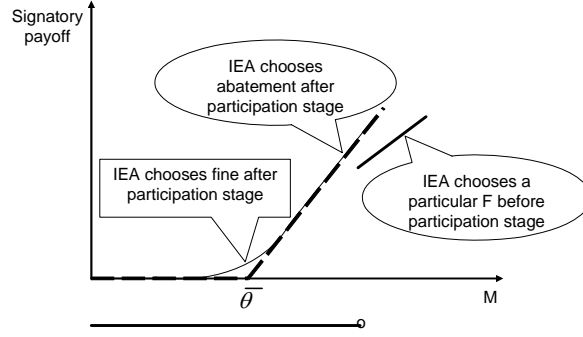 Signatory
payoff
IEA chooses
abatement after
participation stage
IEA chooses fine after
participation stage
IEA chooses a
particular F before
participation stage
θ̅
M